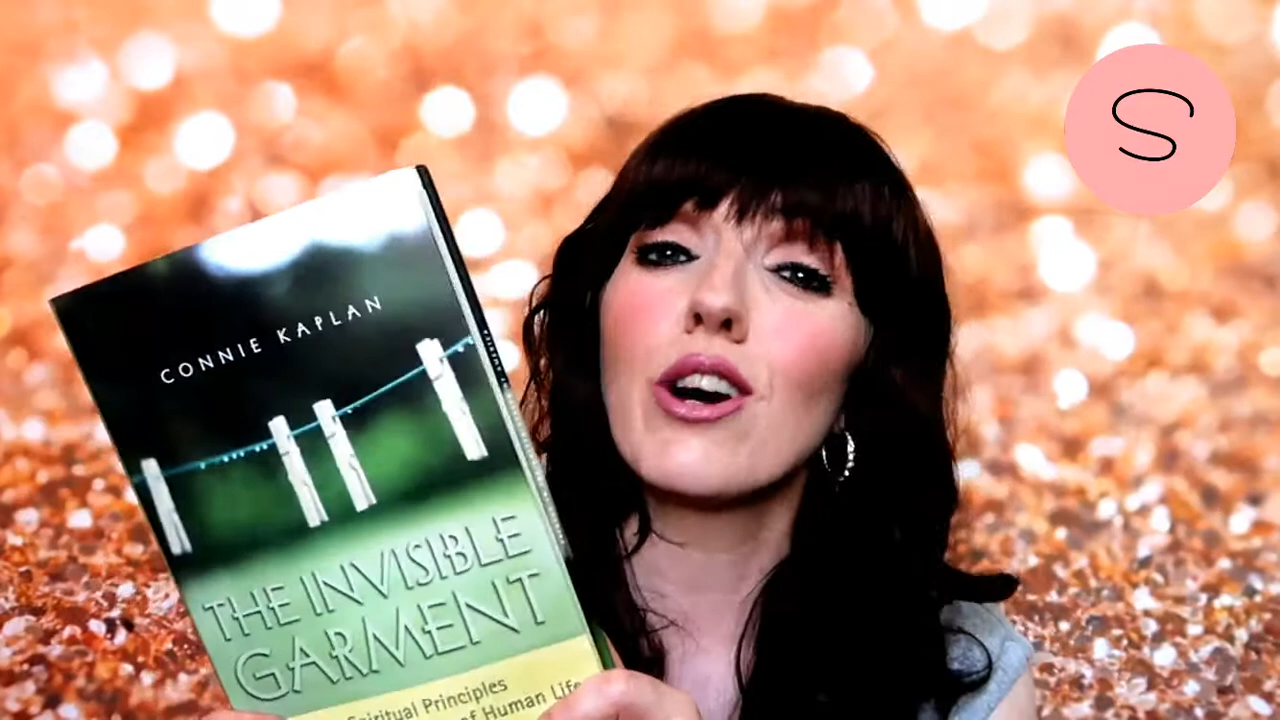 CONNIE KAPLAN
THE INVISIBLE
GARMENT
Spiritual Principles
of Human Life
S